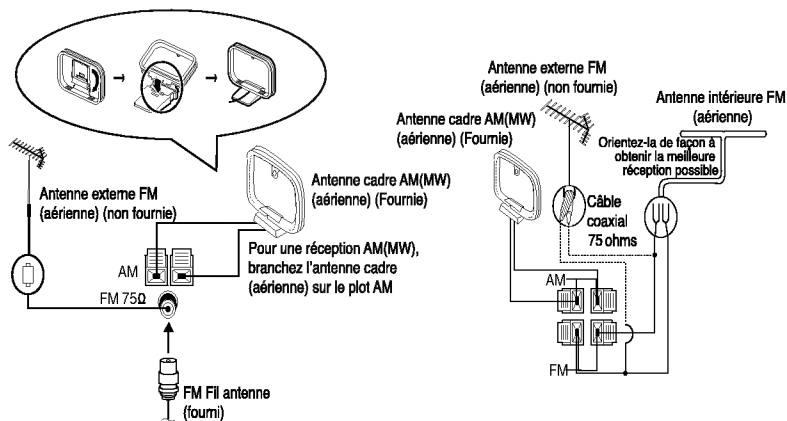 Antenne externe FM
(aérienne) (non fournie)
Antenne cadre AM(MW)
(aérienne) (Fournie)
Pour une réception AM(MW),
branchez l'antenne cadre
(aérienne) sur le plot AM
AM
FM 75Ω
FM Fil antenne
(fourni)
Antenne externe FM
(aérienne) (non fournie)
Antenne intérieure FM
(aérienne)
Antenne cadre AM(MW)
(aérienne) (Fournie)
Orientez-la de façon à
obtenir la meilleure
réception possible
Câble
coaxial
75 ohms
AM
FM